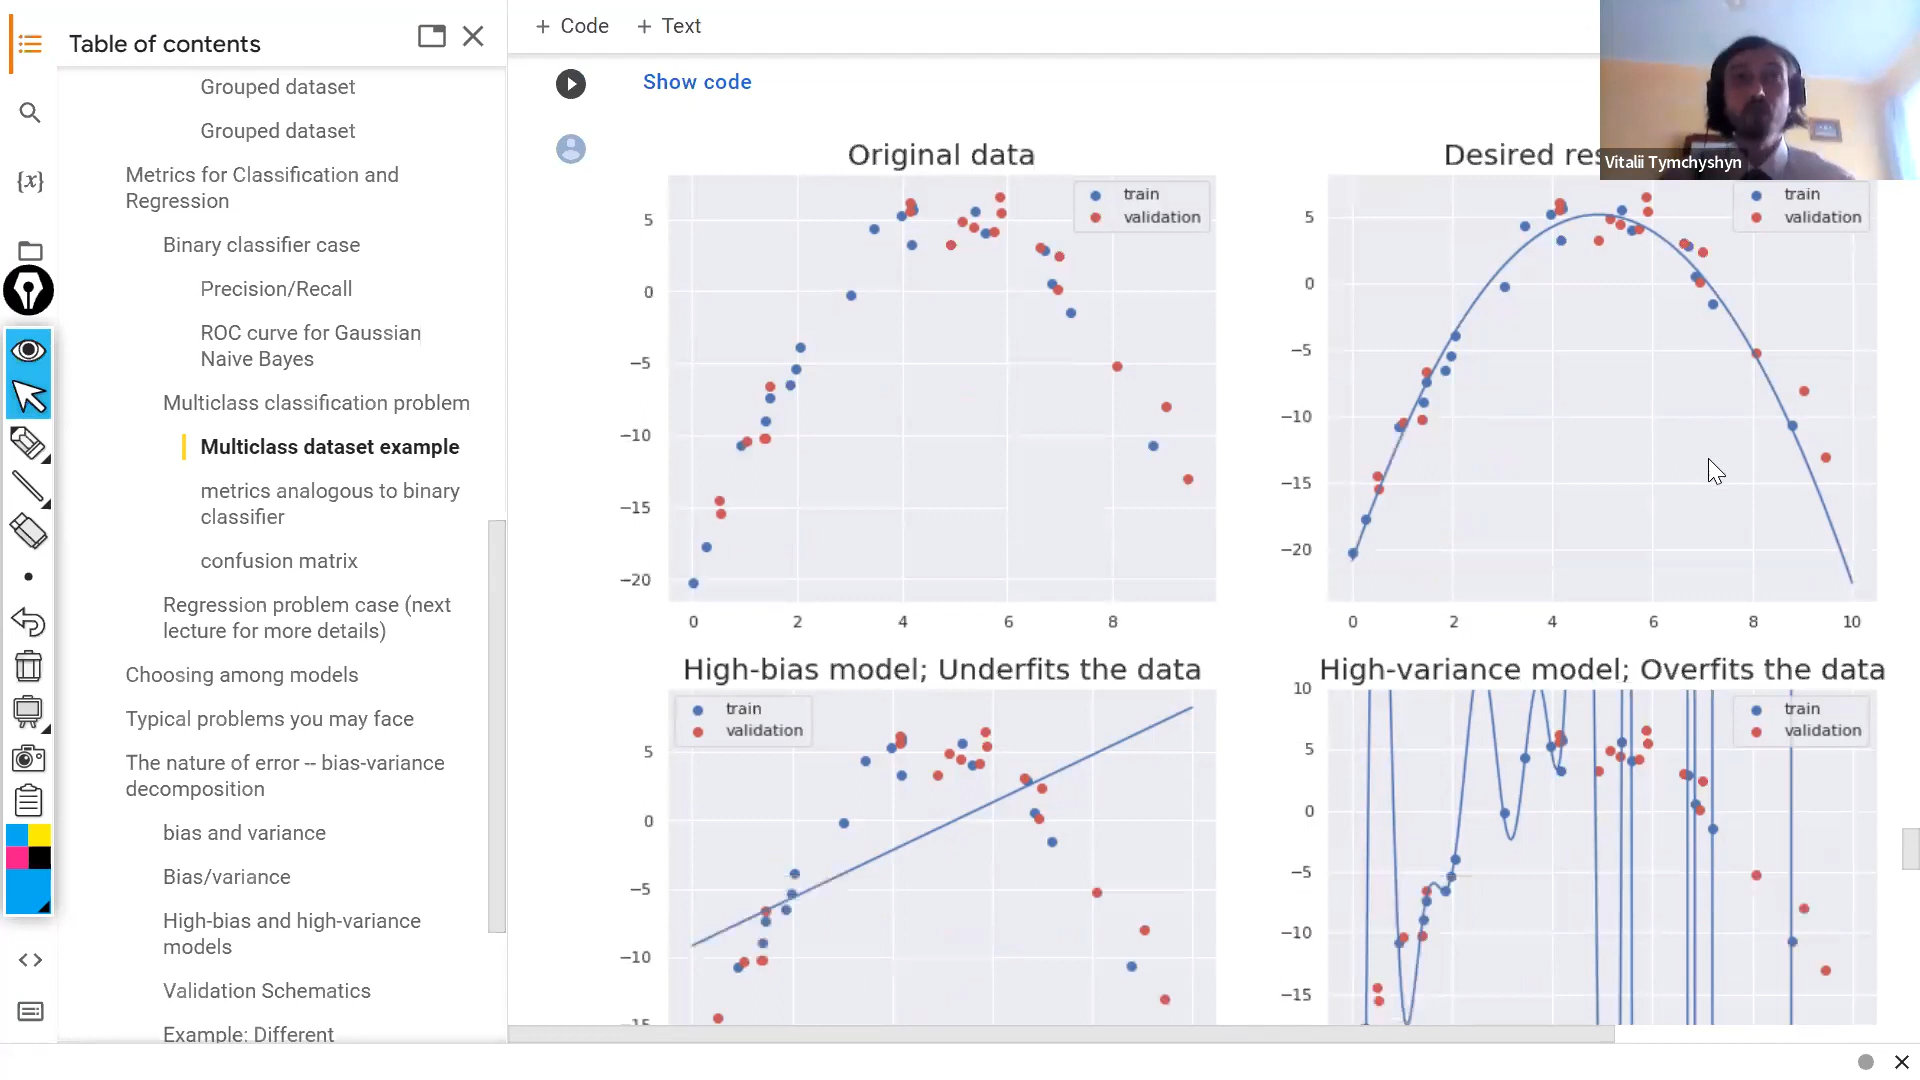 Table of contents
Grouped dataset
Grouped dataset
Metrics for Classification and
Regression
Binary classifier case
Precision/Recall
ROC curve for Gaussian
Naive Bayes
Multiclass classification problem
Multiclass dataset example
metrics analogous to binary
classifier
confusion matrix
Regression problem case (next
lecture for more details)
Choosing among models
Typical problems you may face
The nature of error -- bias-variance
decomposition
bias and variance
Bias/variance
High-bias and high-variance
models
Validation Schematics
Example: Different
{x}
<>
+ Code + Text
Show code
Vitalii Tymchyshyn
Original data
train
validation
5
0
−5
−10
−15
−20
0 2 4 6 8
Desired res
train
validation
5
0
−5
−10
−15
−20
0 2 4 6 8 10
High-bias model; Underfits the data
train
validation
5
0
−5
−10
−15
High-variance model; Overfits the data
train
validation
10
5
0
−5
−10
−15